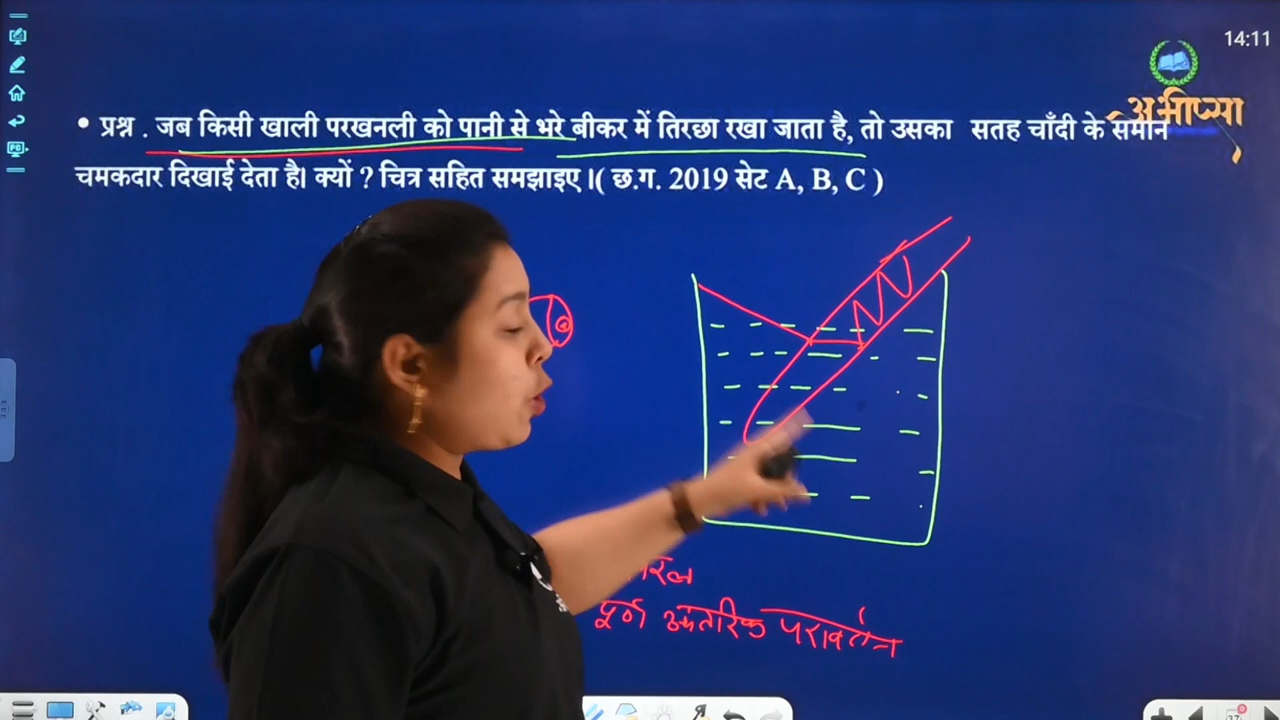 14:11
अभीप्सा
• प्रश्न . जब किसी खाली परखनली को पानी से भरे बीकर में तिरछा रखा जाता है, तो उसका सतह चाँदी के समान
चमकदार दिखाई देता है। क्यों ? चित्र सहित समझाइए ।( छ.ग. 2019 सेट A, B, C )
पूर्ण आंतरिक परावर्तन